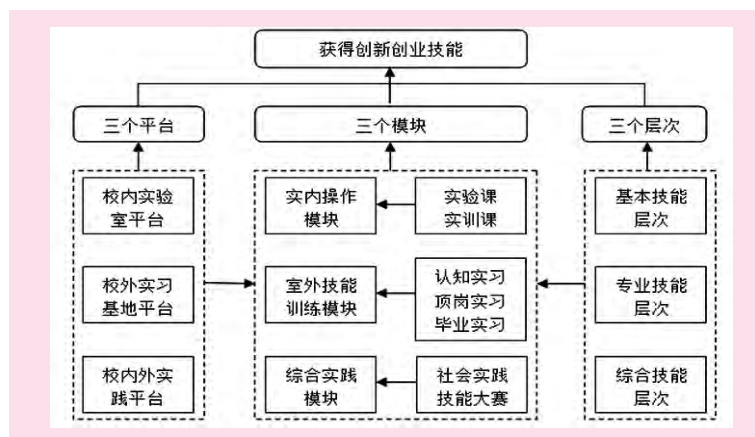 获得创新创业技能
三个平台
三个模块
三个层次
校内实验
室平台
实内操作
模块
实验课
实训课
基本技能
层次
校外实习
基地平台
室外技能
训练模块
认知实习
顶岗实习
毕业实习
专业技能
层次
校内外实
践平台
综合实践
模块
社会实践
技能大赛
综合技能
层次